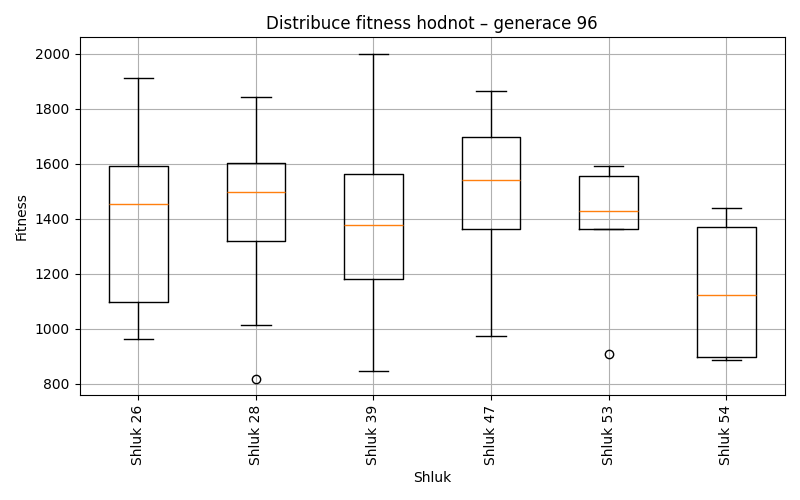 Distribuce fitness hodnot – generace 96
Fitness
2000
1800
1600
1400
1200
1000
800
Shluk 26
Shluk 28
Shluk 39
Shluk 47
Shluk 53
Shluk 54
Shluk